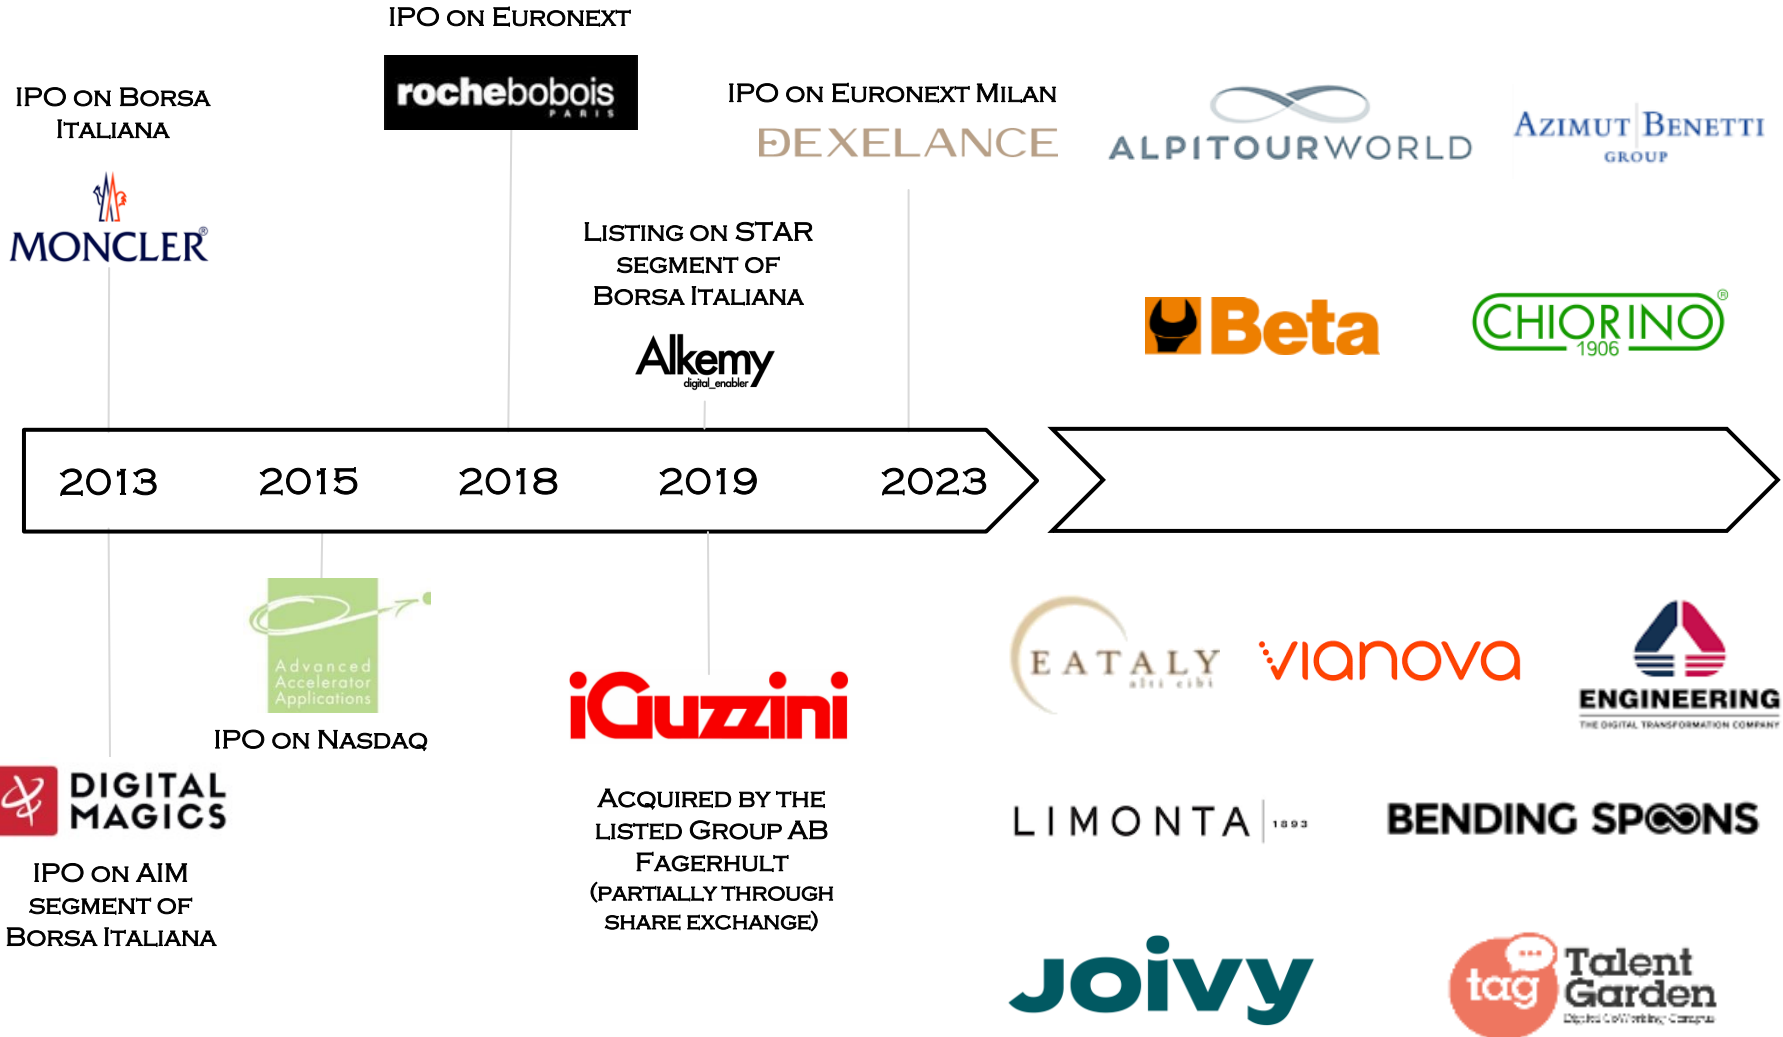 IPO on Euronext
rochebobois
PARIS
IPO on Borsa
Italiana
MONCLER®
IPO on Euronext Milan
DEXELANCE
ALPITOURWORLD
Azimut Benetti
Group
Listing on STAR
segment of
Borsa Italiana
Alkemy
digital_enabler
Beta
CHIORINO®
1906
2013 2015 2018 2019 2023
Advanced
Accelerator
Applications
IPO on Nasdaq
DIGITAL
MAGICS
IPO on AIM
segment of
Borsa Italiana
iGuzzini
Acquired by the
listed Group AB
Fagerhult
(partially through
share exchange)
EATALY
alti cibi
vianova
ENGINEERING
THE DIGITAL TRANSFORMATION COMPANY
LIMONTA 1893
BENDING SPOONS
JOIVY
tag
Talent
Garden
Digital CoWorking Campus